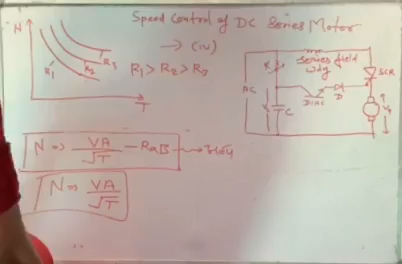 Speed Control of DC Series Motor
→ (iv)
N
R1
R2
R3
T
R1 > R2 > R3
series field
wdg
R
SCR
AC
V
C
DIAC
D
N ⇒ VA/√T - RaB →
N ⇒ VA/√T